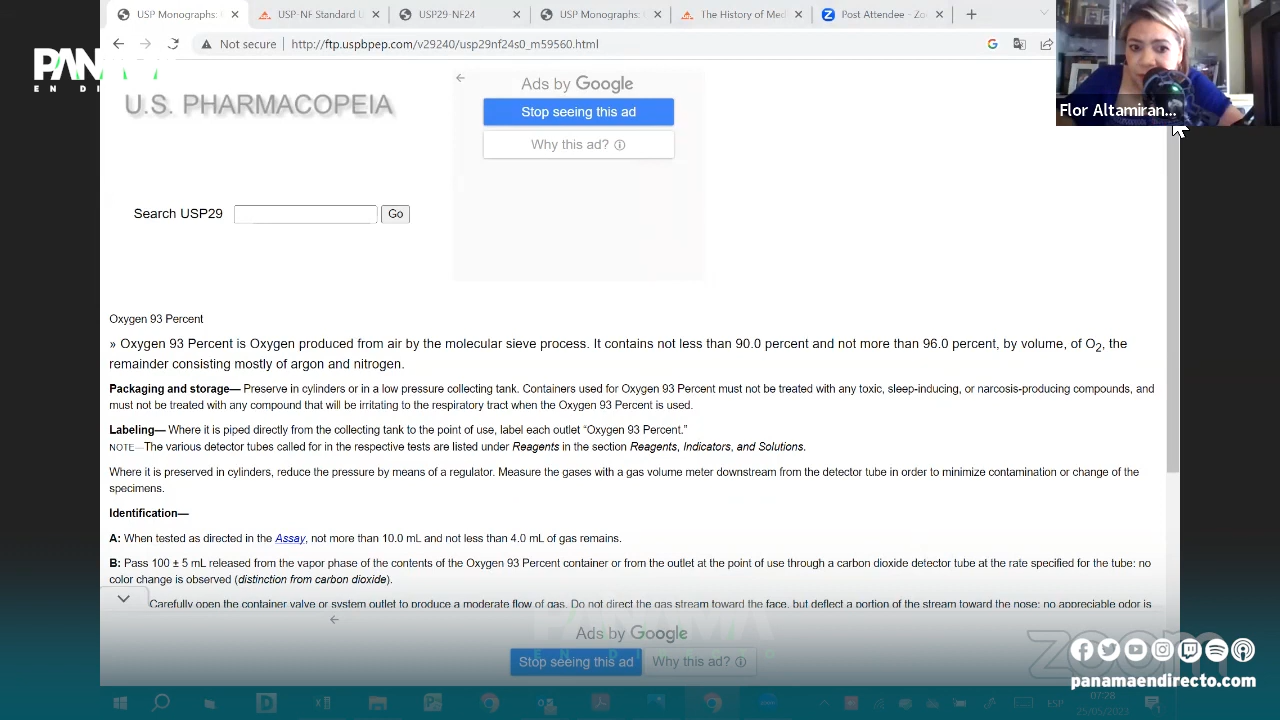 USP Monographs:
USP-NF Standard
USP29-NF24
USP Monographs:
The History of Med
Post Attendee - Zo
Not secure
http://ftp.uspbpep.com/v29240/usp29nf24s0_m59560.html
PANAMA
Flor Altamiran...
U.S. PHARMACOPEIA
Ads by Google
Stop seeing this ad
Why this ad?
Search USP29
Go
Oxygen 93 Percent
» Oxygen 93 Percent is Oxygen produced from air by the molecular sieve process. It contains not less than 90.0 percent and not more than 96.0 percent, by volume, of O2, the
remainder consisting mostly of argon and nitrogen.
Packaging and storage— Preserve in cylinders or in a low pressure collecting tank. Containers used for Oxygen 93 Percent must not be treated with any toxic, sleep-inducing, or narcosis-producing compounds, and
must not be treated with any compound that will be irritating to the respiratory tract when the Oxygen 93 Percent is used.
Labeling— Where it is piped directly from the collecting tank to the point of use, label each outlet “Oxygen 93 Percent.”
NOTE—The various detector tubes called for in the respective tests are listed under Reagents in the section Reagents, Indicators, and Solutions.
Where it is preserved in cylinders, reduce the pressure by means of a regulator. Measure the gases with a gas volume meter downstream from the detector tube in order to minimize contamination or change of the
specimens.
Identification—
A: When tested as directed in the Assay, not more than 10.0 mL and not less than 4.0 mL of gas remains.
B: Pass 100 ± 5 mL released from the vapor phase of the contents of the Oxygen 93 Percent container or from the outlet at the point of use through a carbon dioxide detector tube at the rate specified for the tube: no
color change is observed (distinction from carbon dioxide).
Carefully open the container valve or system outlet to produce a moderate flow of gas. Do not direct the gas stream toward the face, but deflect a portion of the stream toward the nose: no appreciable odor is
Ads by Google
Stop seeing this ad
Why this ad?
zoom
panamaendirecto.com
ESP
07:28
25/05/2023